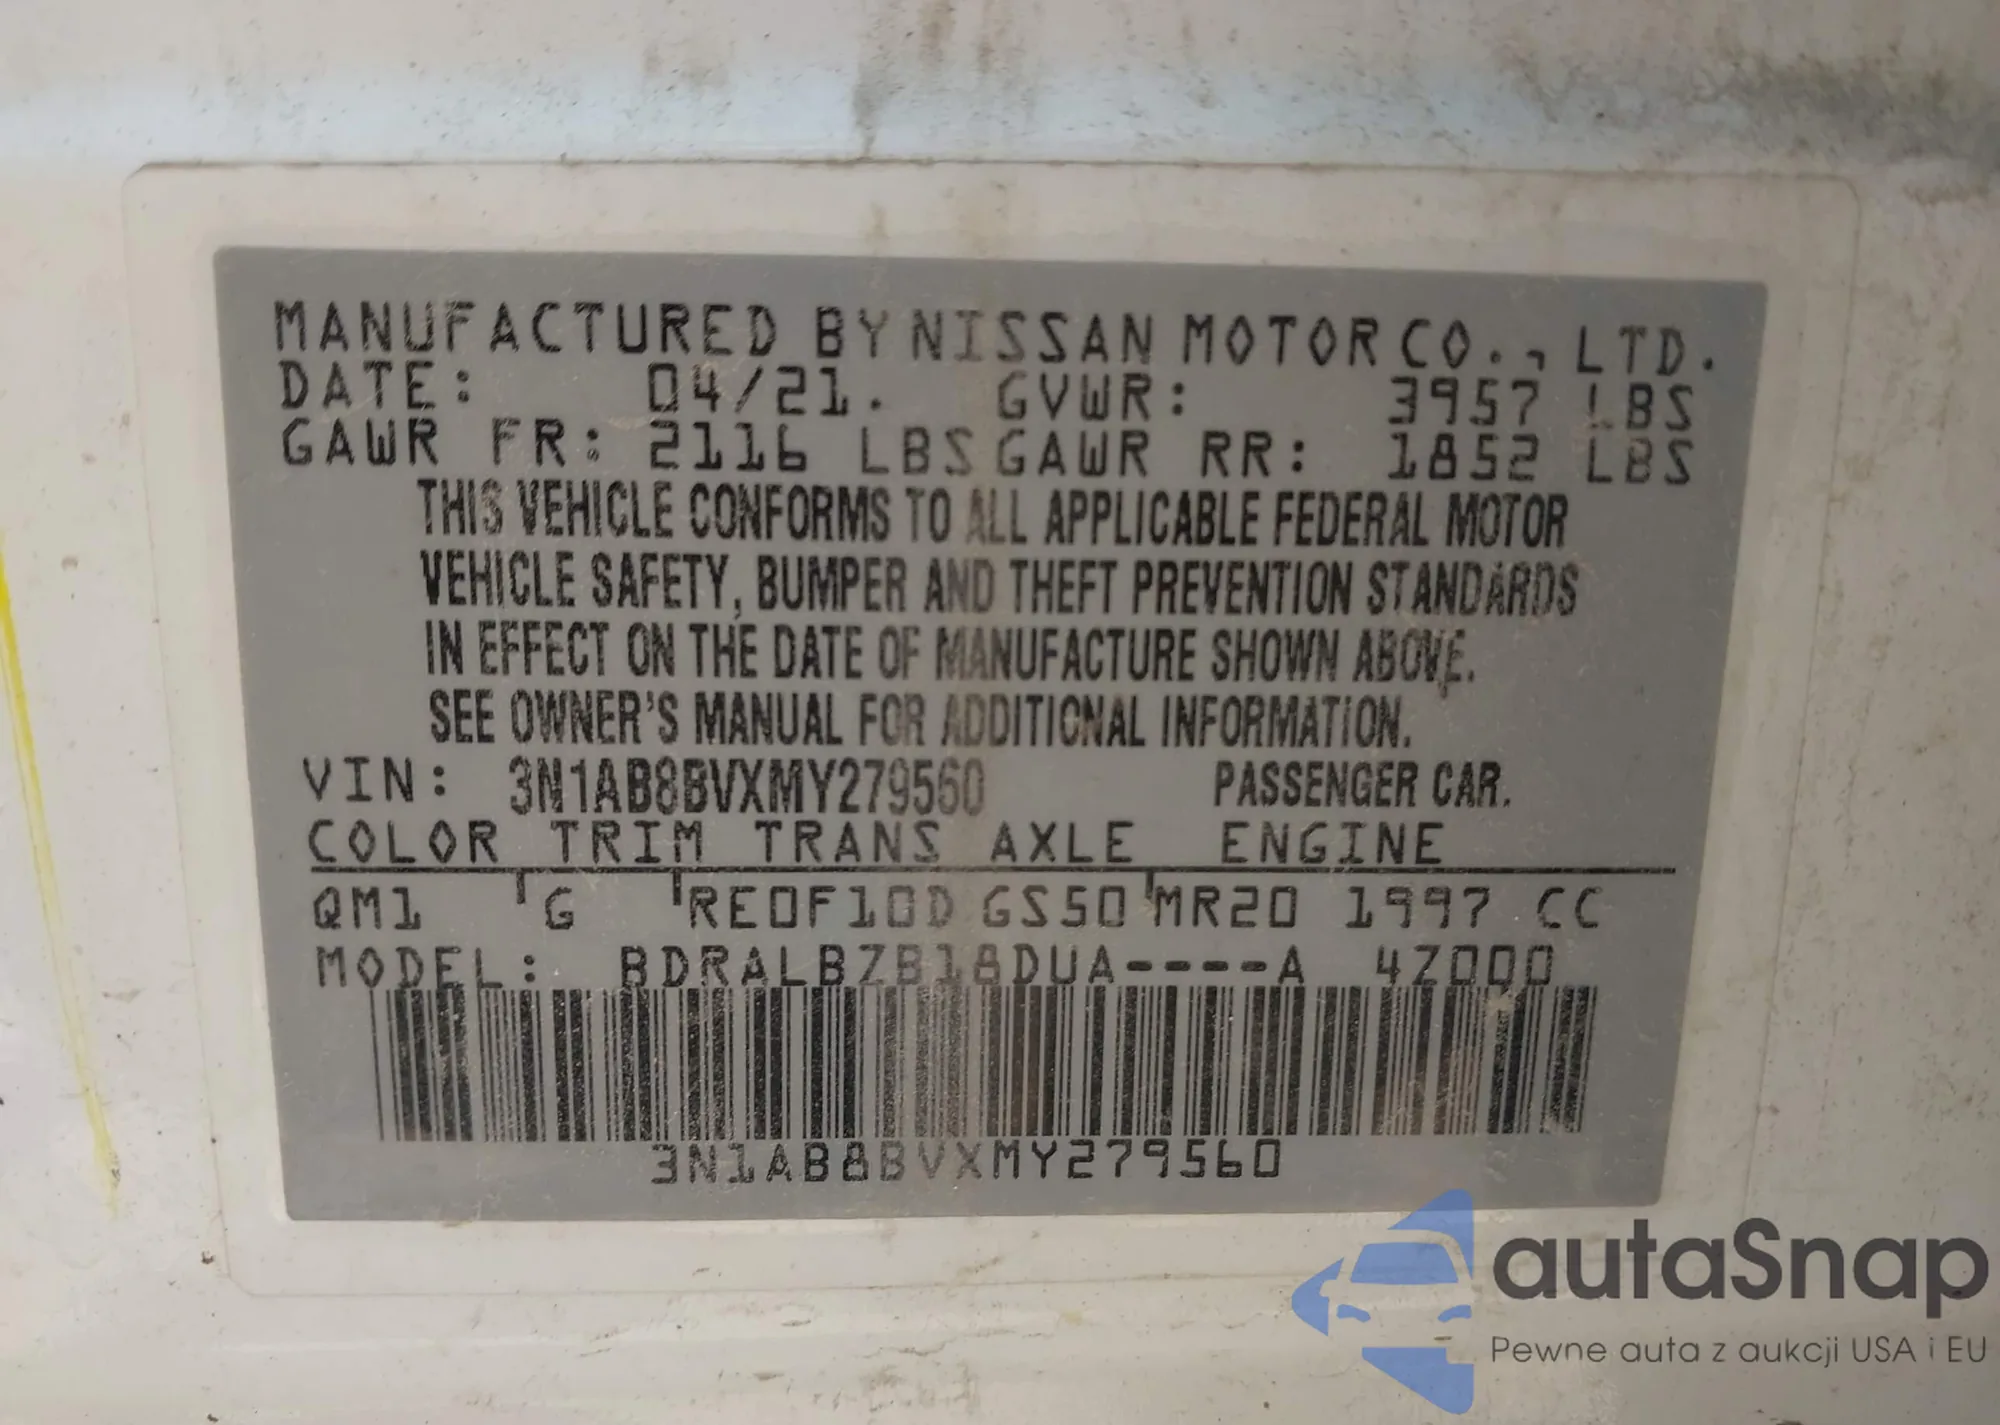 MANUFACTURED BY NISSAN MOTOR CO., LTD.
DATE: 04/21. GVWR: 3957 LBS
GAWR FR: 2116 LBS GAWR RR: 1852 LBS
THIS VEHICLE CONFORMS TO ALL APPLICABLE FEDERAL MOTOR
VEHICLE SAFETY, BUMPER AND THEFT PREVENTION STANDARDS
IN EFFECT ON THE DATE OF MANUFACTURE SHOWN ABOVE.
SEE OWNER'S MANUAL FOR ADDITIONAL INFORMATION.
VIN: 3N1AB8BVXMY279560 PASSENGER CAR.
COLOR TRIM TRANS AXLE ENGINE
QM1 G RE0F10D GS50 MR20 1997 CC
MODEL: BDRALBZB18DUA----A 4Z000
3N1AB8BVXMY279560
autaSnap
Pewne auta z aukcji USA i EU